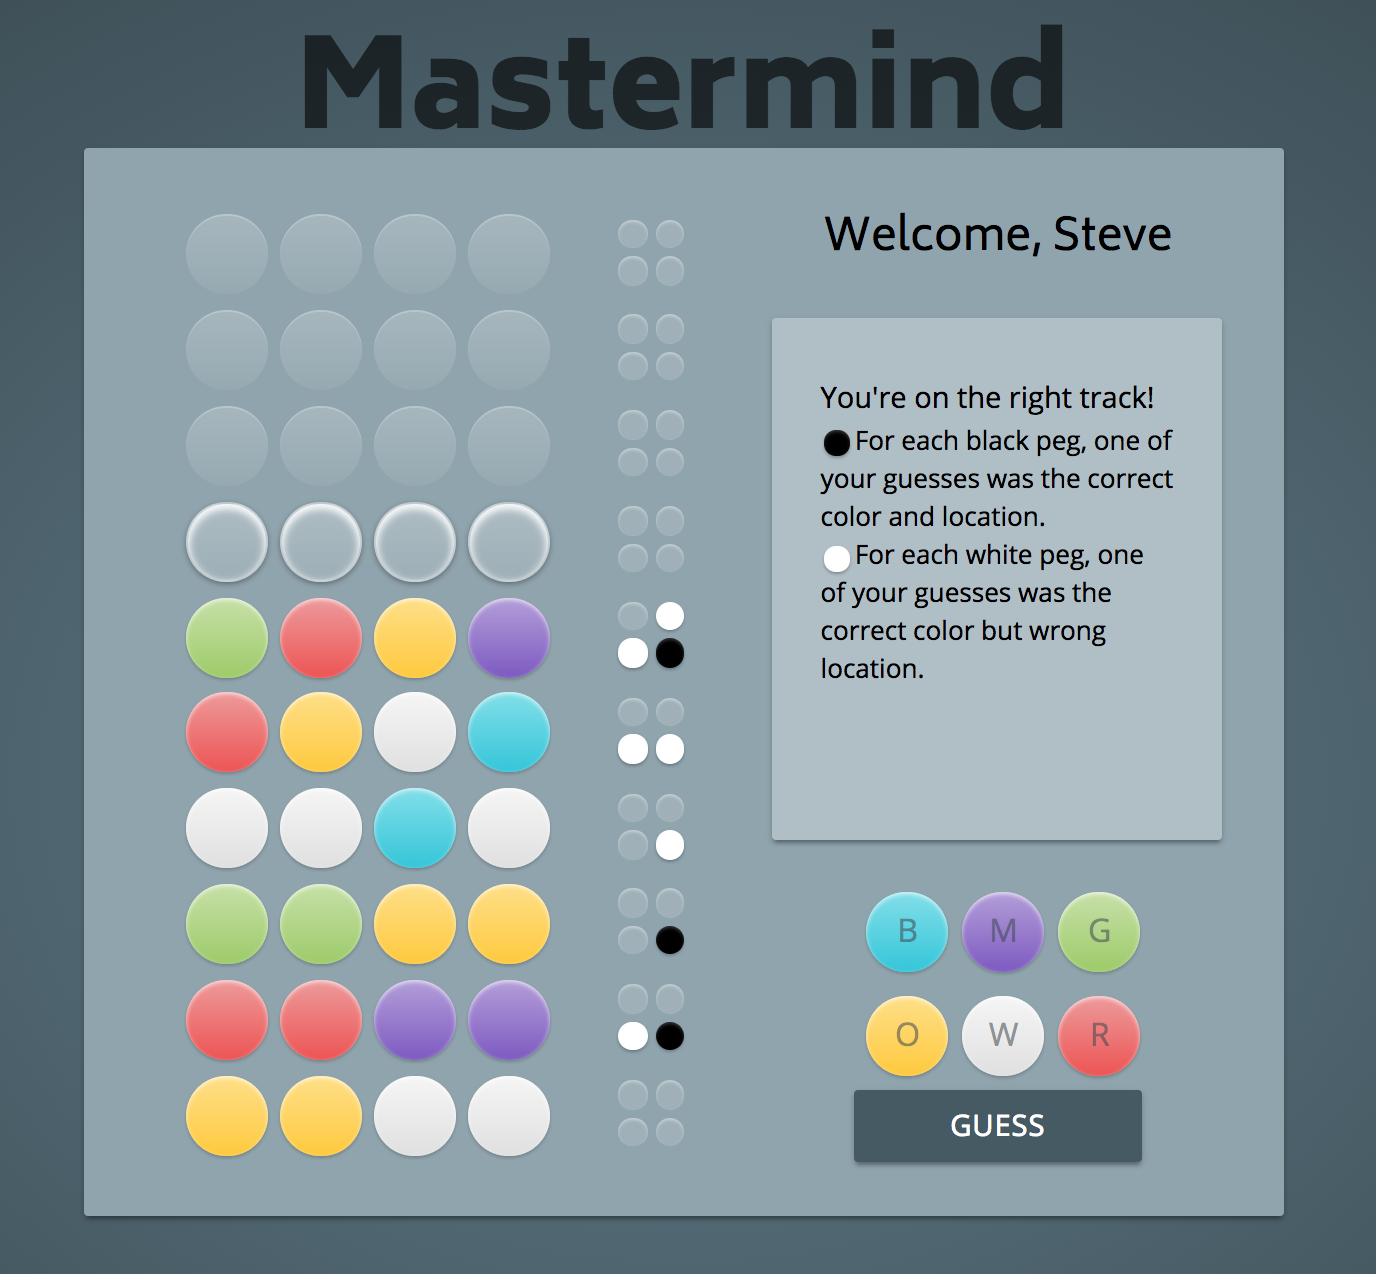 Mastermind
Welcome, Steve
You're on the right track!
For each black peg, one of
your guesses was the correct
color and location.
For each white peg, one
of your guesses was the
correct color but wrong
location.
B M G
O W R
GUESS